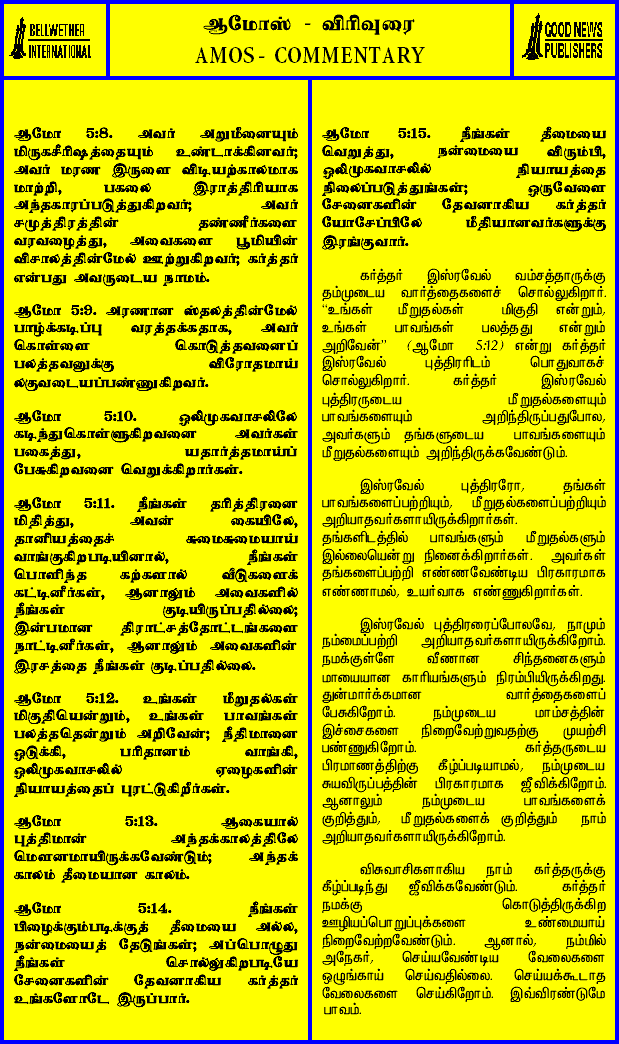 BELLWETHER
INTERNATIONAL
ஆமோஸ் - விரிவுரை
AMOS - COMMENTARY
GOOD NEWS
PUBLISHERS
ஆமோ 5:8. அவர் அறுமீனையும்
மிருகசீரிஷத்தையும் உண்டாக்கினவர்;
அவர் மரண இருளை விடியற்காலமாக
மாற்றி, பகலை இராத்திரியாக
அந்தகாரப்படுத்துகிறவர்; அவர்
சமுத்திரத்தின் தண்ணீர்களை
வரவழைத்து, அவைகளை பூமியின்
விசாலத்தின்மேல் ஊற்றுகிறவர்; கர்த்தர்
என்பது அவருடைய நாமம்.
ஆமோ 5:9. அரணான ஸ்தலத்தின்மேல்
பாழ்க்கடிப்பு வரத்தக்கதாக, அவர்
கொள்ளை கொடுத்தவனைப்
பலத்தவனுக்கு விரோதமாய்
லகுவடையப்பண்ணுகிறவர்.
ஆமோ 5:10. ஒலிமுகவாசலிலே
கடிந்துகொள்ளுகிறவனை அவர்கள்
பகைத்து, யதார்த்தமாய்ப்
பேசுகிறவனை வெறுக்கிறார்கள்.
ஆமோ 5:11. நீங்கள் தரித்திரனை
மிதித்து, அவன் கையிலே,
தானியத்தைச் சுமைசுமையாய்
வாங்குகிறபடியினால், நீங்கள்
பொளிந்த கற்களால் வீடுகளைக்
கட்டினீர்கள், ஆனாலும் அவைகளில்
நீங்கள் குடியிருப்பதில்லை;
இன்பமான திராட்சத்தோட்டங்களை
நாட்டினீர்கள், ஆனாலும் அவைகளின்
இரசத்தை நீங்கள் குடிப்பதில்லை.
ஆமோ 5:12. உங்கள் மீறுதல்கள்
மிகுதியென்றும், உங்கள் பாவங்கள்
பலத்ததென்றும் அறிவேன்; நீதிமானை
ஒடுக்கி, பரிதானம் வாங்கி,
ஒலிமுகவாசலில் ஏழைகளின்
நியாயத்தைப் புரட்டுகிறீர்கள்.
ஆமோ 5:13. ஆகையால்
புத்திமான் அந்தக்காலத்திலே
மௌனமாயிருக்கவேண்டும்; அந்தக்
காலம் தீமையான காலம்.
ஆமோ 5:14. நீங்கள்
பிழைக்கும்படிக்குத் தீமையை அல்ல,
நன்மையைத் தேடுங்கள்; அப்பொழுது
நீங்கள் சொல்லுகிறபடியே
சேனைகளின் தேவனாகிய கர்த்தர்
உங்களோடே இருப்பார்.
ஆமோ 5:15. நீங்கள் தீமையை
வெறுத்து, நன்மையை விரும்பி,
ஒலிமுகவாசலில் நியாயத்தை
நிலைப்படுத்துங்கள்; ஒருவேளை
சேனைகளின் தேவனாகிய கர்த்தர்
யோசேப்பிலே மீதியானவர்களுக்கு
இரங்குவார்.
கர்த்தர் இஸ்ரவேல் வம்சத்தாருக்கு
தம்முடைய வார்த்தைகளைச் சொல்லுகிறார்.
"உங்கள் மீறுதல்கள் மிகுதி என்றும்,
உங்கள் பாவங்கள் பலத்தது என்றும்
அறிவேன்" (ஆமோ 5:12) என்று கர்த்தர்
இஸ்ரவேல் புத்திரரிடம் பொதுவாகச்
சொல்லுகிறார். கர்த்தர் இஸ்ரவேல்
புத்திரருடைய மீறுதல்களையும்
பாவங்களையும் அறிந்திருப்பதுபோல,
அவர்களும் தங்களுடைய பாவங்களையும்
மீறுதல்களையும் அறிந்திருக்கவேண்டும்.
இஸ்ரவேல் புத்திரரோ, தங்கள்
பாவங்களைப்பற்றியும், மீறுதல்களைப்பற்றியும்
அறியாதவர்களாயிருக்கிறார்கள்.
தங்களிடத்தில் பாவங்களும் மீறுதல்களும்
இல்லையென்று நினைக்கிறார்கள். அவர்கள்
தங்களைப்பற்றி எண்ணவேண்டிய பிரகாரமாக
எண்ணாமல், உயர்வாக எண்ணுகிறார்கள்.
இஸ்ரவேல் புத்திரரைப்போலவே, நாமும்
நம்மைப்பற்றி அறியாதவர்களாயிருக்கிறோம்.
நமக்குள்ளே வீணான சிந்தனைகளும்
மாயையான காரியங்களும் நிரம்பியிருக்கிறது.
துன்மார்க்கமான வார்த்தைகளைப்
பேசுகிறோம். நம்முடைய மாம்சத்தின்
இச்சைகளை நிறைவேற்றுவதற்கு முயற்சி
பண்ணுகிறோம். கர்த்தருடைய
பிரமாணத்திற்கு கீழ்ப்படியாமல், நம்முடைய
சுயவிருப்பத்தின் பிரகாரமாக ஜீவிக்கிறோம்.
ஆனாலும் நம்முடைய பாவங்களைக்
குறித்தும், மீறுதல்களைக் குறித்தும் நாம்
அறியாதவர்களாயிருக்கிறோம்.
விசுவாசிகளாகிய நாம் கர்த்தருக்கு
கீழ்ப்படிந்து ஜீவிக்கவேண்டும். கர்த்தர்
நமக்கு கொடுத்திருக்கிற
ஊழியப்பொறுப்புக்களை உண்மையாய்
நிறைவேற்றவேண்டும். ஆனால், நம்மில்
அநேகர், செய்யவேண்டிய வேலைகளை
ஒழுங்காய் செய்வதில்லை. செய்யக்கூடாத
வேலைகளை செய்கிறோம். இவ்விரண்டுமே
பாவம்.